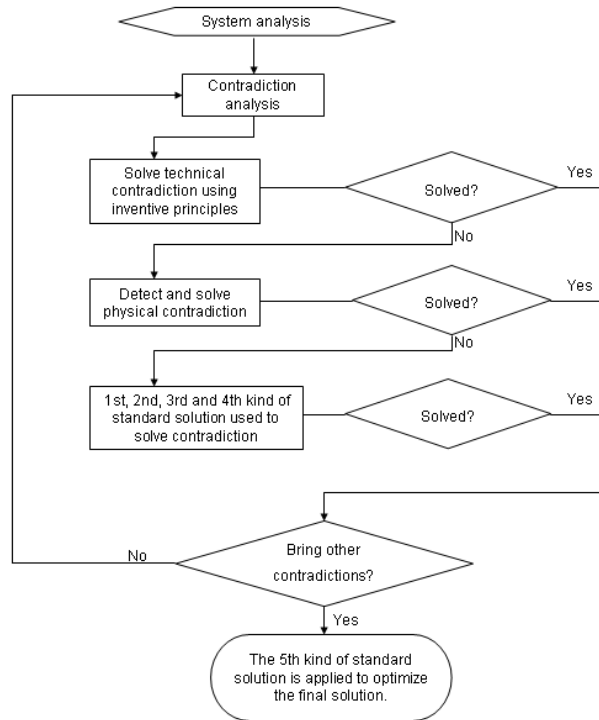 System analysis
Contradiction
analysis
Solve technical
contradiction using
inventive principles
Solved?
Yes
No
Detect and solve
physical contradiction
Solved?
Yes
No
1st, 2nd, 3rd and 4th kind of
standard solution used to
solve contradiction
Solved?
Yes
Bring other
contradictions?
No
Yes
The 5th kind of standard
solution is applied to optimize
the final solution.